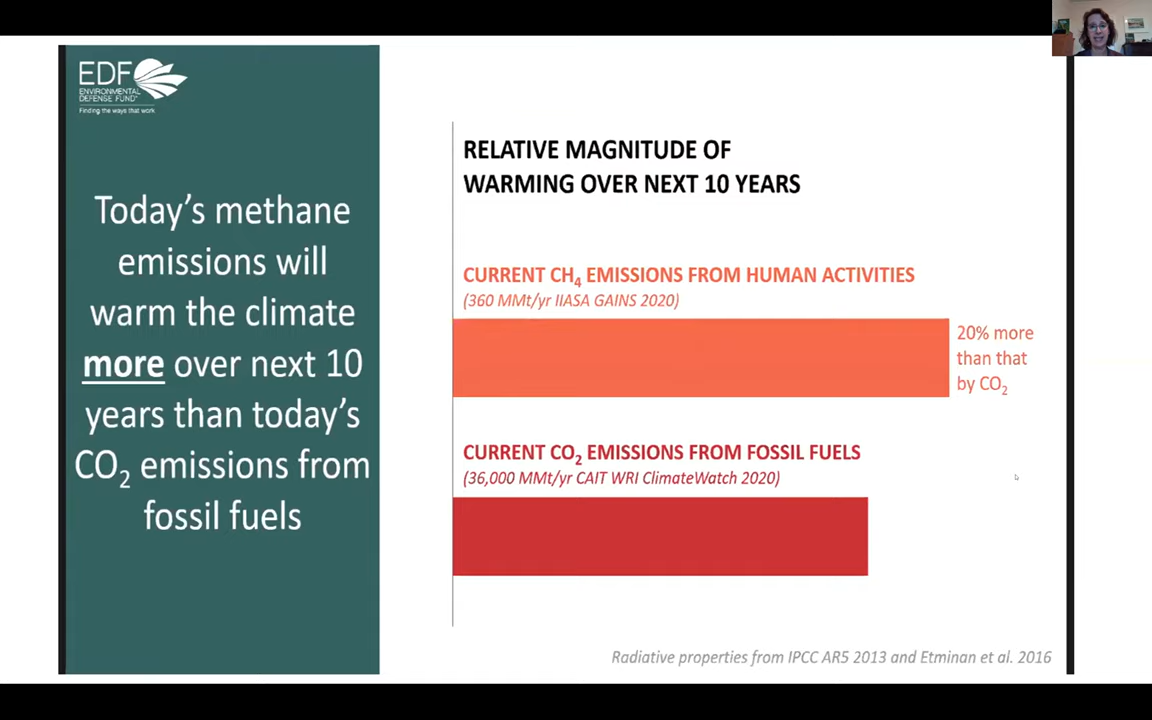 EDF
ENVIRONMENTAL
DEFENSE FUND
Finding the ways that work
Today's methane
emissions will
warm the climate
more over next 10
years than today's
CO₂ emissions from
fossil fuels
RELATIVE MAGNITUDE OF
WARMING OVER NEXT 10 YEARS
CURRENT CH₄ EMISSIONS FROM HUMAN ACTIVITIES
(360 MMt/yr IIASA GAINS 2020)
20% more
than that
by CO₂
CURRENT CO₂ EMISSIONS FROM FOSSIL FUELS
(36,000 MMt/yr CAIT WRI ClimateWatch 2020)
Radiative properties from IPCC AR5 2013 and Etminan et al. 2016